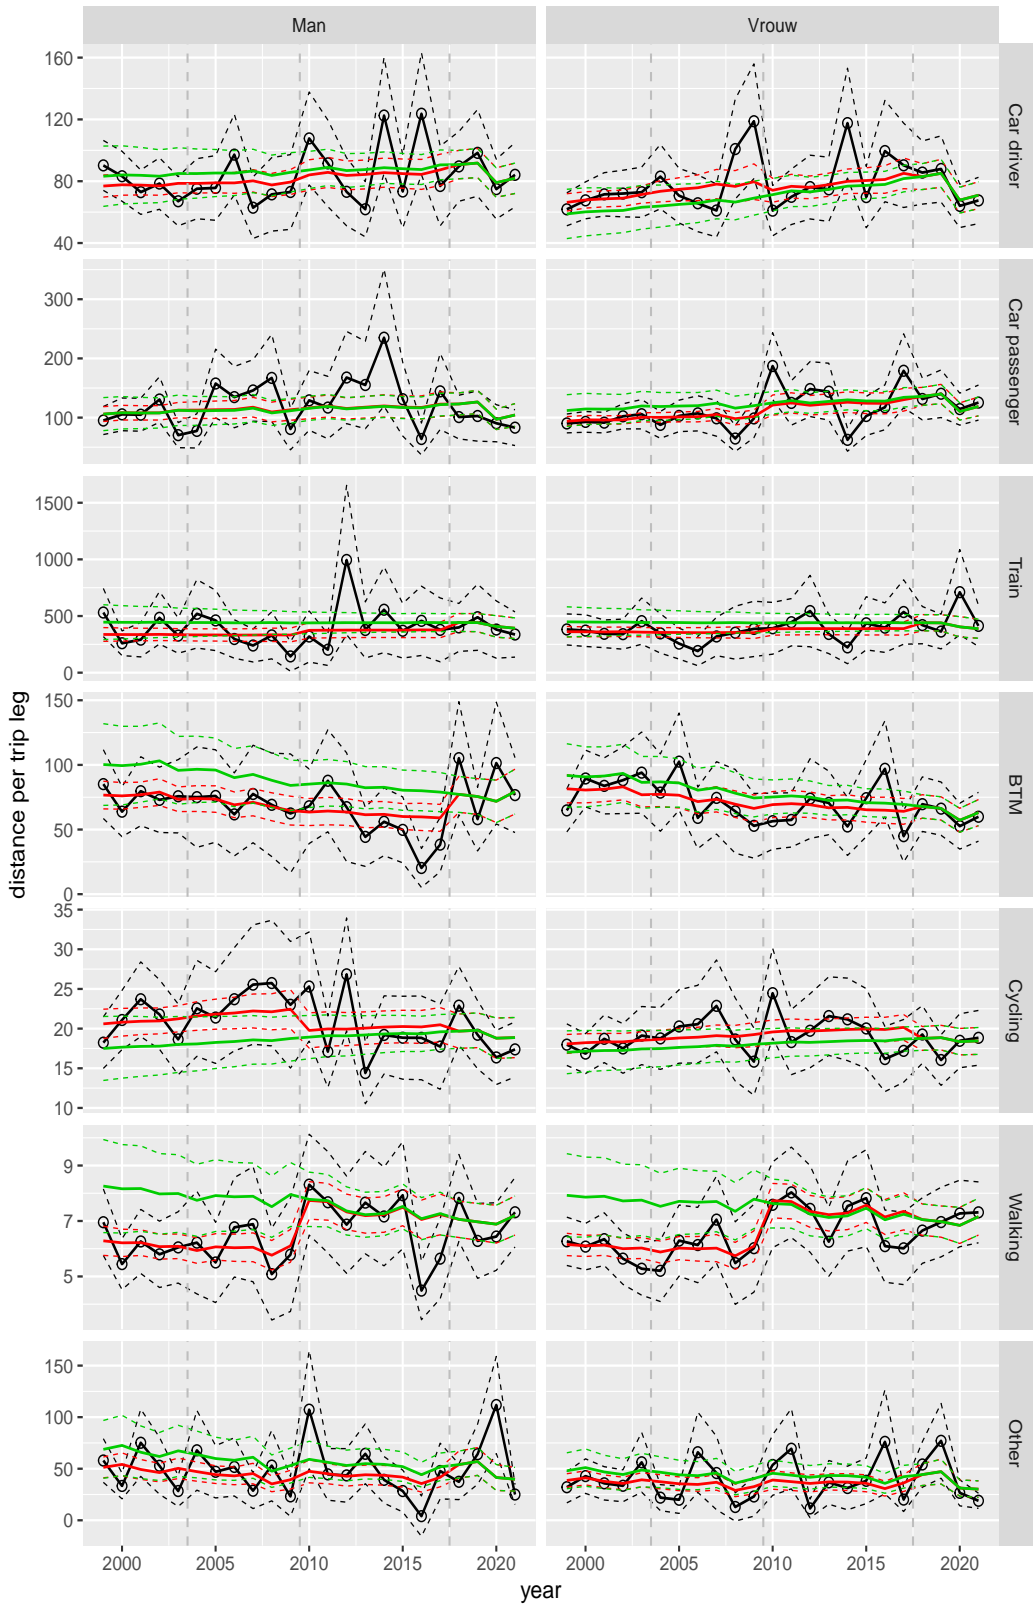 Man Vrouw
160
120
80
40
Car driver
300
200
100
Car passenger
1500
1000
500
0
Train
150
100
50
0
BTM
35
30
25
20
15
10
Cycling
9
7
5
Walking
150
100
50
0
Other
2000 2005 2010 2015 2020 2000 2005 2010 2015 2020
year
distance per trip leg